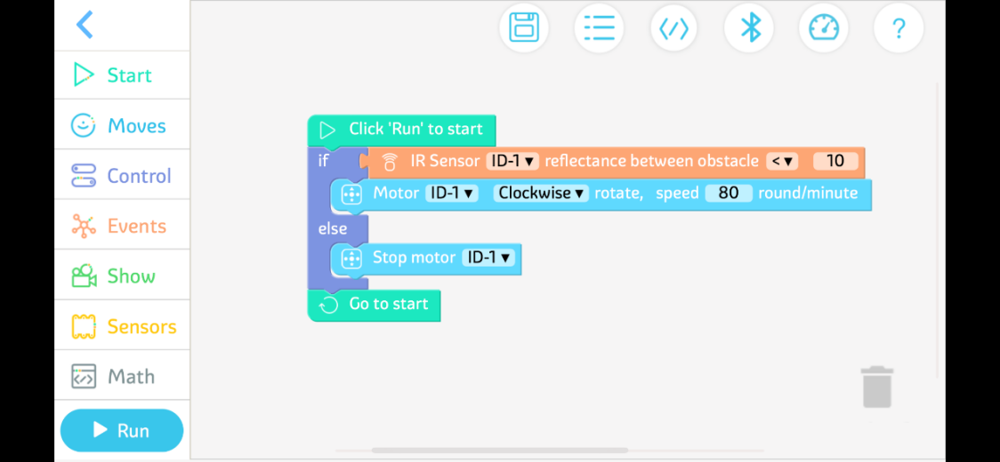 Start
Moves
Control
Events
Show
Sensors
Math
Run
?
Click 'Run' to start
if IR Sensor ID-1 ▾ reflectance between obstacle < ▾ 10
Motor ID-1 ▾ Clockwise ▾ rotate, speed 80 round/minute
else
Stop motor ID-1 ▾
Go to start